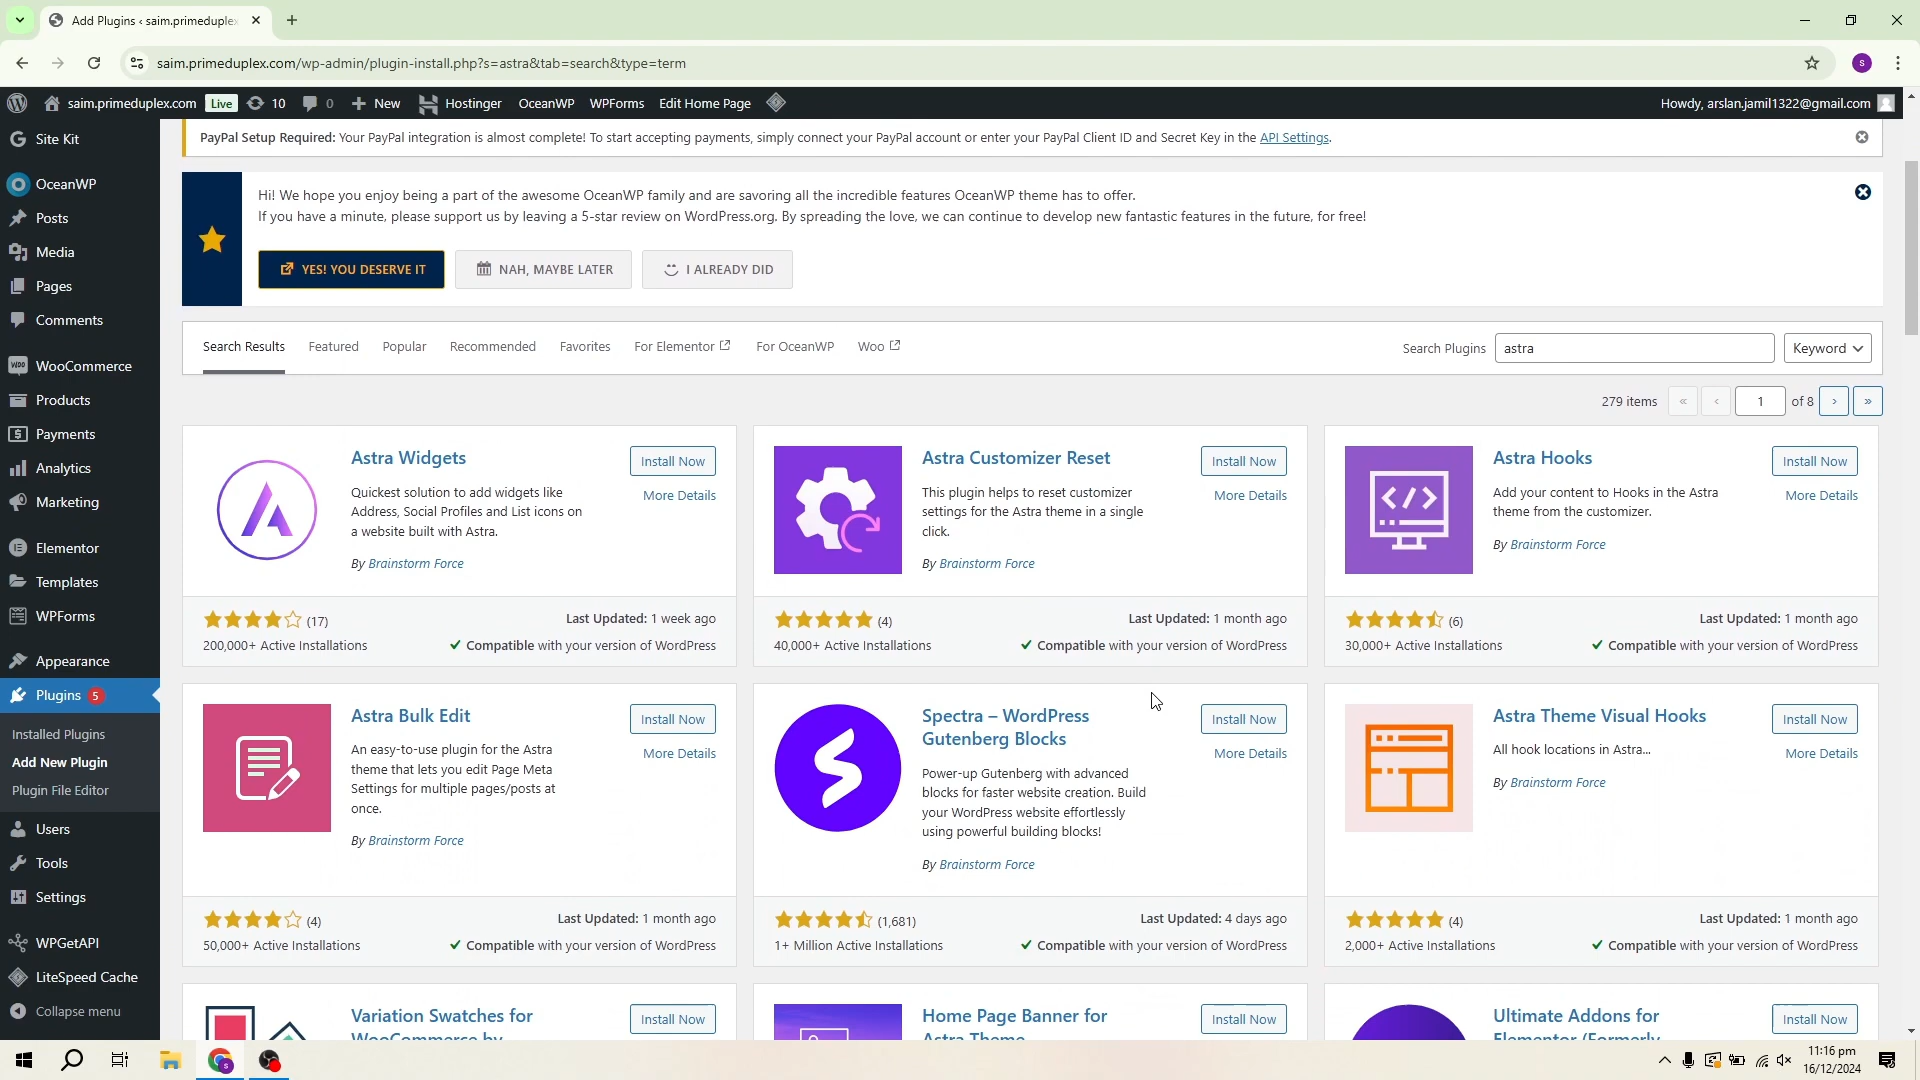 Add Plugins ‹ saim.primeduplex
saim.primeduplex.com/wp-admin/plugin-install.php?s=astra&tab=search&type=term
S
saim.primeduplex.com Live 10 0 New Hostinger OceanWP WPForms Edit Home Page Howdy, arslan.jamil1322@gmail.com
Site Kit
OceanWP
Posts
Media
Pages
Comments
WooCommerce
Products
Payments
Analytics
Marketing
Elementor
Templates
WPForms
Appearance
Plugins 5
Installed Plugins
Add New Plugin
Plugin File Editor
Users
Tools
Settings
WPGetAPI
LiteSpeed Cache
Collapse menu
PayPal Setup Required: Your PayPal integration is almost complete! To start accepting payments, simply connect your PayPal account or enter your PayPal Client ID and Secret Key in the API Settings.
Hi! We hope you enjoy being a part of the awesome OceanWP family and are savoring all the incredible features OceanWP theme has to offer.
If you have a minute, please support us by leaving a 5-star review on WordPress.org. By spreading the love, we can continue to develop new fantastic features in the future, for free!
YES! YOU DESERVE IT NAH, MAYBE LATER I ALREADY DID
Search Results Featured Popular Recommended Favorites For Elementor For OceanWP Woo Search Plugins astra Keyword
279 items « ‹ 1 of 8 › »
Astra Widgets
Install Now
More Details
Quickest solution to add widgets like
Address, Social Profiles and List icons on
a website built with Astra.
By Brainstorm Force
(17)
Last Updated: 1 week ago
200,000+ Active Installations
Compatible with your version of WordPress
Astra Customizer Reset
Install Now
More Details
This plugin helps to reset customizer
settings for the Astra theme in a single
click.
By Brainstorm Force
(4)
Last Updated: 1 month ago
40,000+ Active Installations
Compatible with your version of WordPress
Astra Hooks
Install Now
More Details
Add your content to Hooks in the Astra
theme from the customizer.
By Brainstorm Force
(6)
Last Updated: 1 month ago
30,000+ Active Installations
Compatible with your version of WordPress
Astra Bulk Edit
Install Now
More Details
An easy-to-use plugin for the Astra
theme that lets you edit Page Meta
Settings for multiple pages/posts at
once.
By Brainstorm Force
(4)
Last Updated: 1 month ago
50,000+ Active Installations
Compatible with your version of WordPress
Spectra – WordPress
Gutenberg Blocks
Install Now
More Details
Power-up Gutenberg with advanced
blocks for faster website creation. Build
your WordPress website effortlessly
using powerful building blocks!
By Brainstorm Force
(1,681)
Last Updated: 4 days ago
1+ Million Active Installations
Compatible with your version of WordPress
Astra Theme Visual Hooks
Install Now
More Details
All hook locations in Astra...
By Brainstorm Force
(4)
Last Updated: 1 month ago
2,000+ Active Installations
Compatible with your version of WordPress
Variation Swatches for
WooCommerce by
Install Now
Home Page Banner for
Astra Theme
Install Now
Ultimate Addons for
Elementor (Formerly
Install Now
11:16 pm
16/12/2024